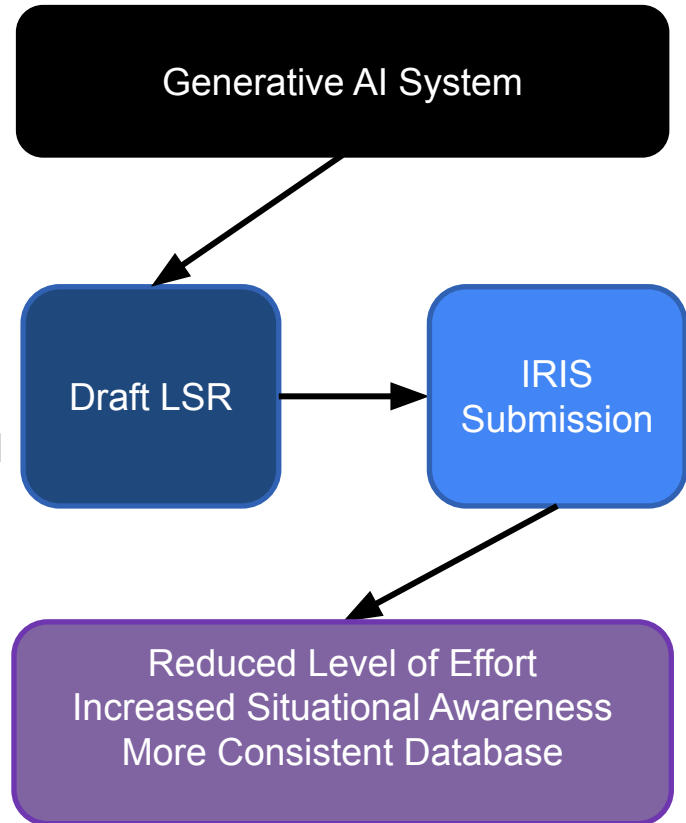 Generative AI System
Draft LSR
IRIS
Submission
Reduced Level of Effort
Increased Situational Awareness
More Consistent Database